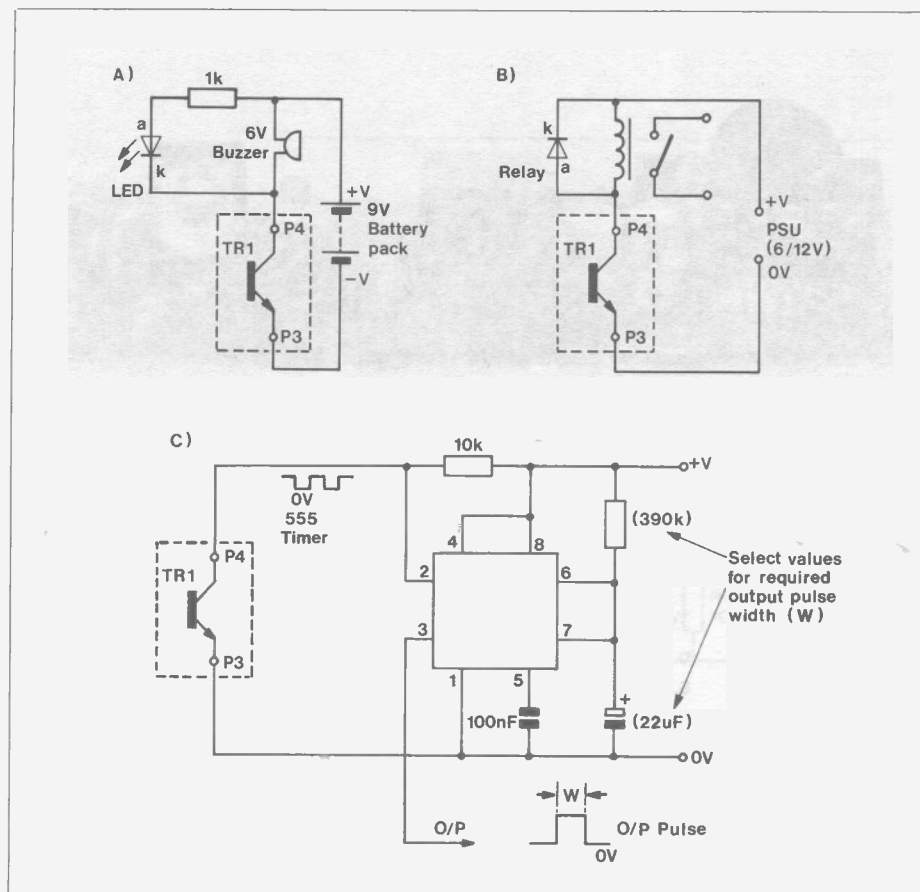 A)
1k
a
k
LED
6V
Buzzer
+V
9V
Battery
pack
−V
TR1
P4
P3
B)
k
a
Relay
TR1
P4
P3
+V
PSU
(6/12V)
0V
C)
10k
+V
0V
555
Timer
(390k)
Select values
for required
output pulse
width (W)
P4
TR1
P3
4
8
2
6
3
7
1
5
100nF
+
(22uF)
0V
W
O/P
O/P Pulse
0V